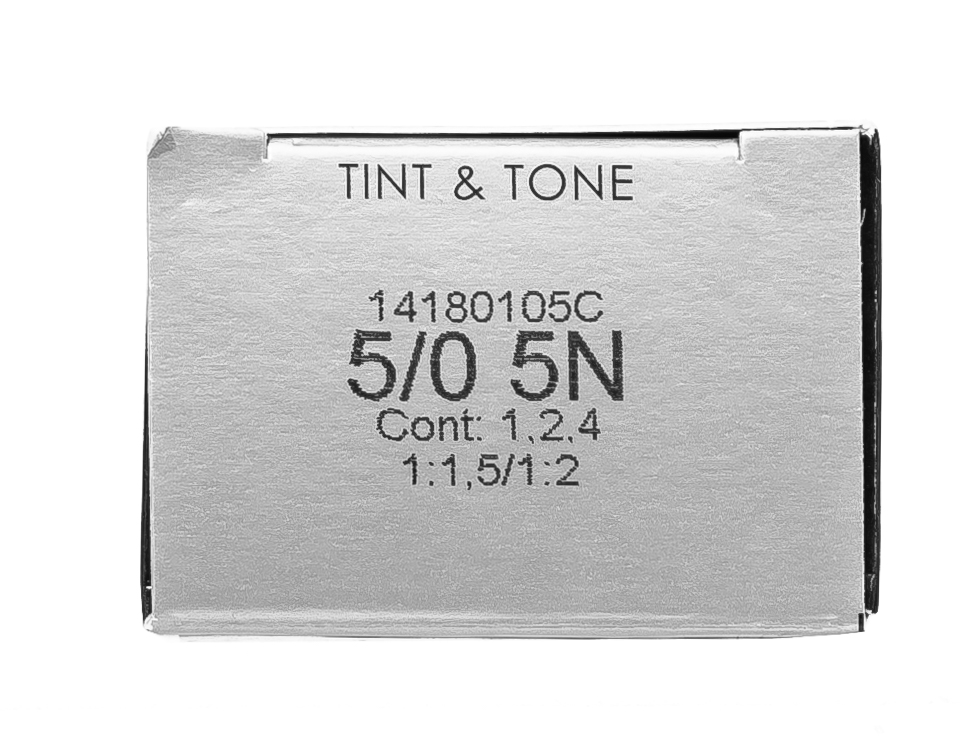 TINT & TONE
14180105C
5/0 5N
Cont: 1,2,4
1:1,5/1:2